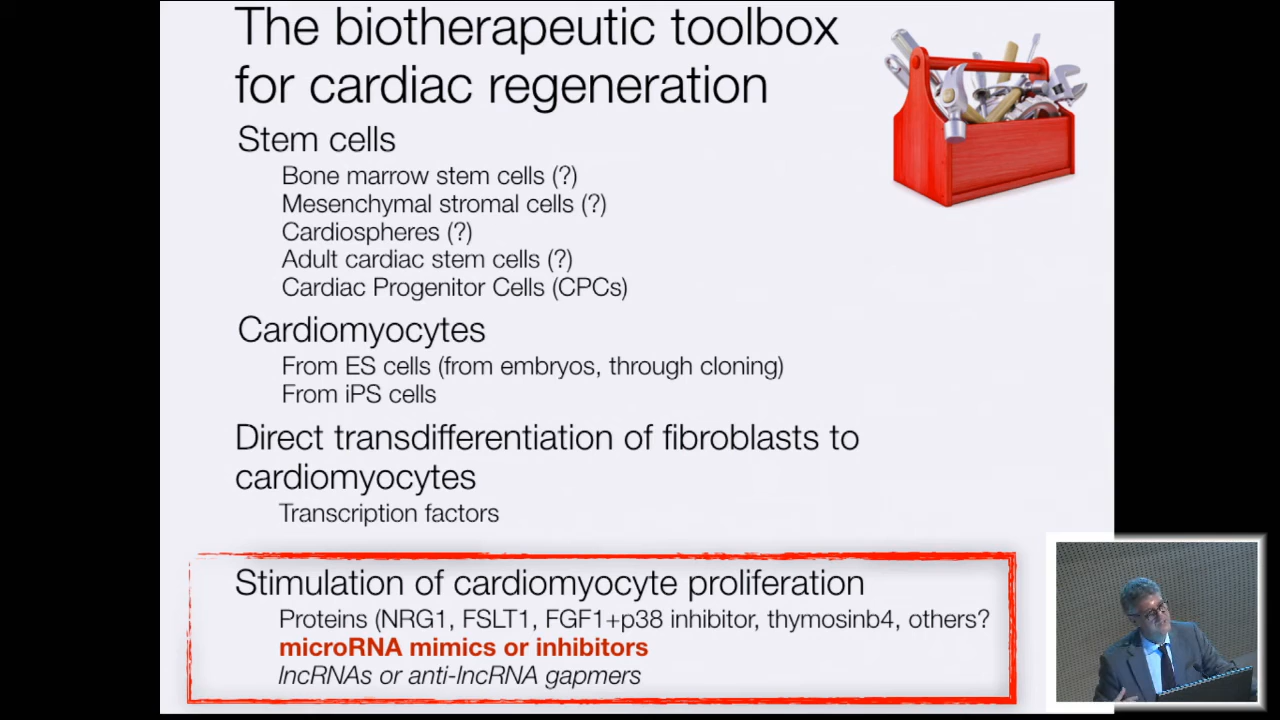 The biotherapeutic toolbox
for cardiac regeneration
Stem cells
Bone marrow stem cells (?)
Mesenchymal stromal cells (?)
Cardiospheres (?)
Adult cardiac stem cells (?)
Cardiac Progenitor Cells (CPCs)
Cardiomyocytes
From ES cells (from embryos, through cloning)
From iPS cells
Direct transdifferentiation of fibroblasts to
cardiomyocytes
Transcription factors
Stimulation of cardiomyocyte proliferation
Proteins (NRG1, FSLT1, FGF1+p38 inhibitor, thymosinb4, others?
microRNA mimics or inhibitors
lncRNAs or anti-lncRNA gapmers